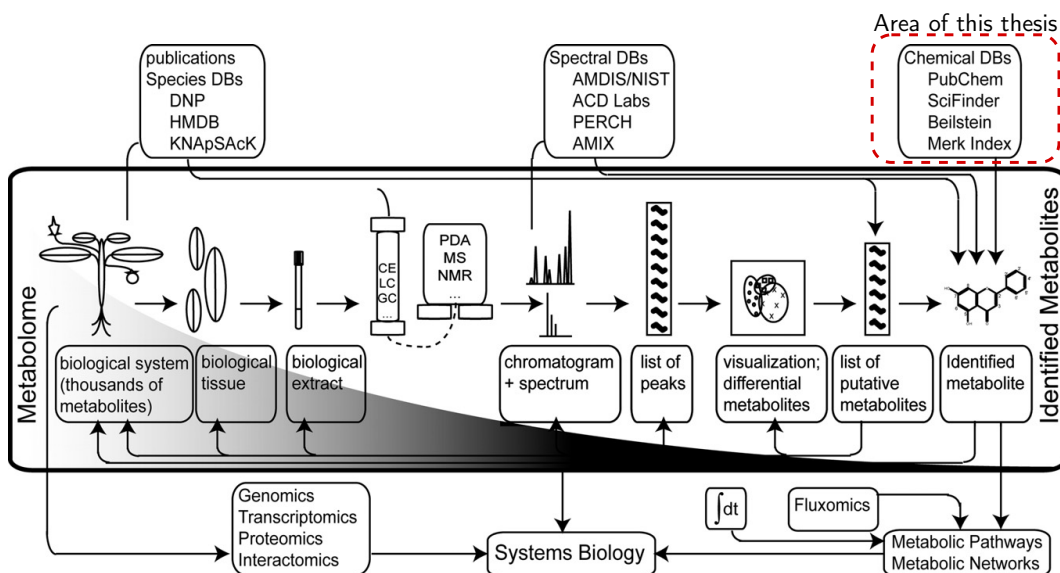 Area of this thesis
publications
Species DBs
DNP
HMDB
KNApSAcK
Spectral DBs
AMDIS/NIST
ACD Labs
PERCH
AMIX
Chemical DBs
PubChem
SciFinder
Beilstein
Merk Index
Metabolome
CE
LC
GC
...
PDA
MS
NMR
...
x
x
x
x
x
Identified Metabolites
biological system
(thousands of
metabolites)
biological
tissue
biological
extract
chromatogram
+ spectrum
list of
peaks
visualization;
differential
metabolites
list of
putative
metabolites
Identified
metabolite
Genomics
Transcriptomics
Proteomics
Interactomics
Systems Biology
∫dt
Fluxomics
Metabolic Pathways
Metabolic Networks